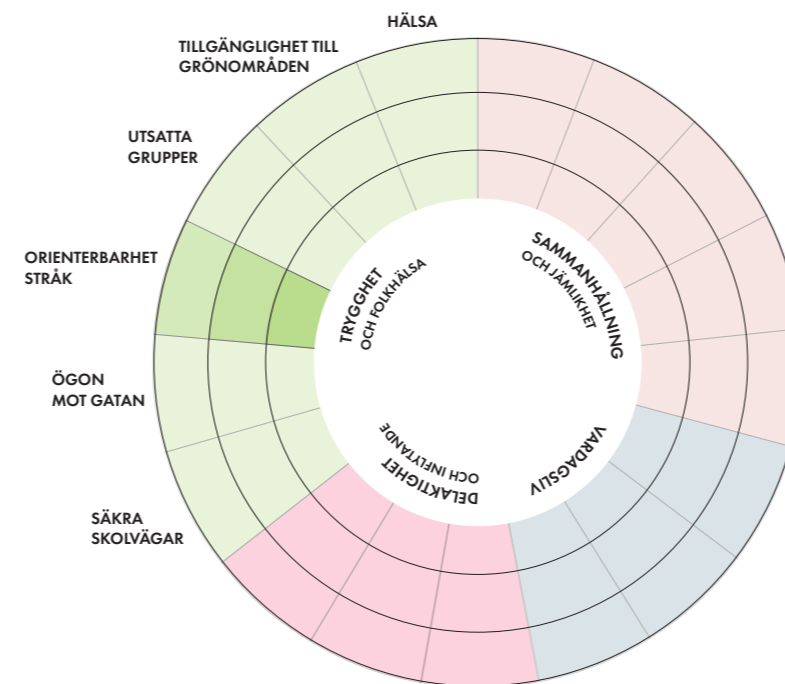 HÄLSA
TILLGÄNGLIGHET TILL
GRÖNOMRÅDEN
UTSATTA
GRUPPER
ORIENTERBARHET
STRÅK
ÖGON
MOT GATAN
SÄKRA
SKOLVÄGAR
TRYGGHET
OCH FOLKHÄLSA
SAMMANHÅLLNING
OCH JÄMLIKHET
DELAKTIGHET
OCH INFLYTANDE
VARDAGSLIV